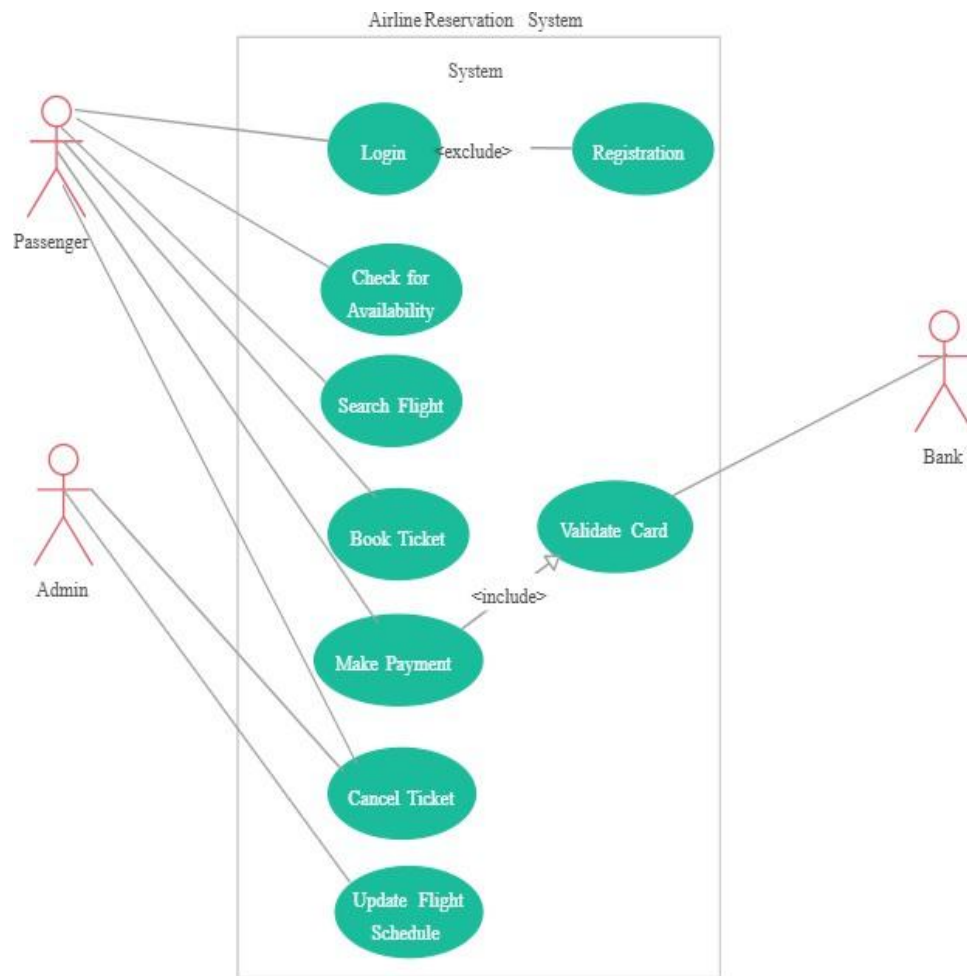 Airline Reservation System
System
Login
<exclude>
Registration
Passenger
Check for
Availability
Search Flight
Bank
Book Ticket
Validate Card
Admin
<include>
Make Payment
Cancel Ticket
Update Flight
Schedule